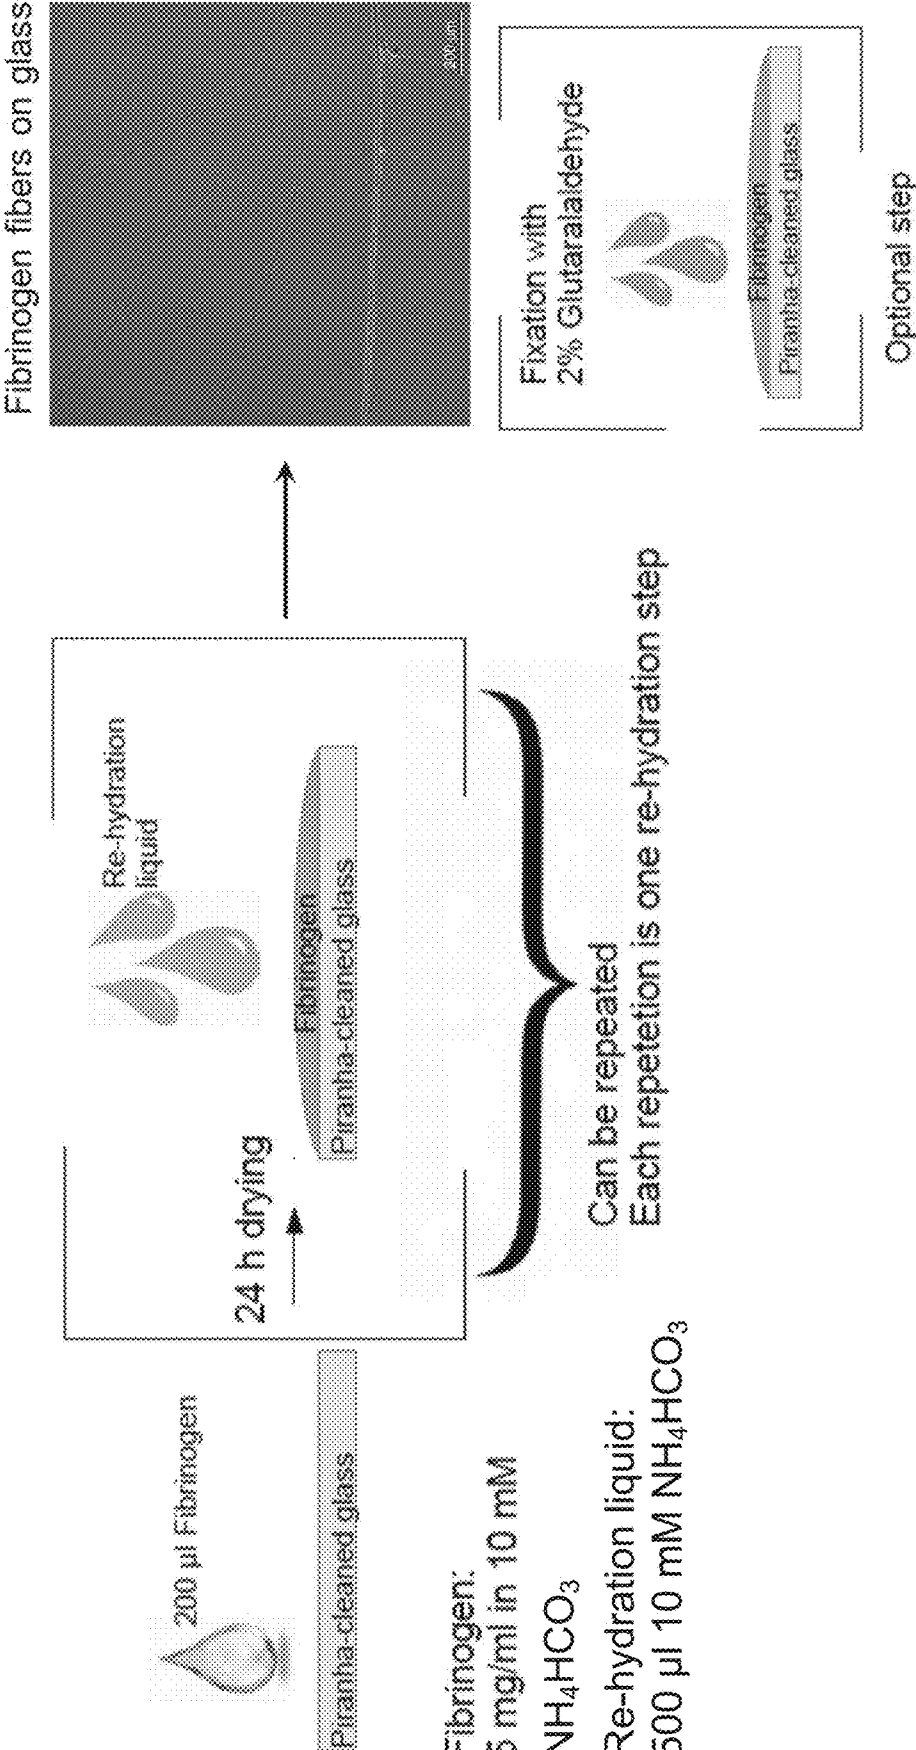 200 µl Fibrinogen
Piranha-cleaned glass
Fibrinogen:
5 mg/ml in 10 mM
NH₄HCO₃
Re-hydration liquid:
500 µl 10 mM NH₄HCO₃
24 h drying
Re-hydration
liquid
Fibrinogen
Piranha-cleaned glass
Can be repeated
Each repetetion is one re-hydration step
Fibrinogen fibers on glass
200 µm
Fixation with
2% Glutaralaldehyde
Fibrinogen
Piranha-cleaned glass
Optional step